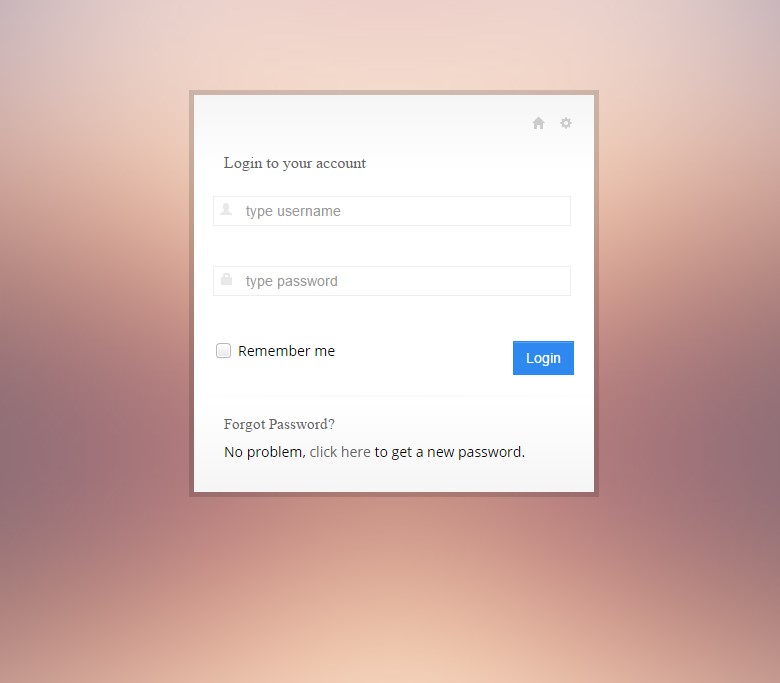 Login to your account
type username
type password
Remember me
Login
Forgot Password?
No problem, click here to get a new password.